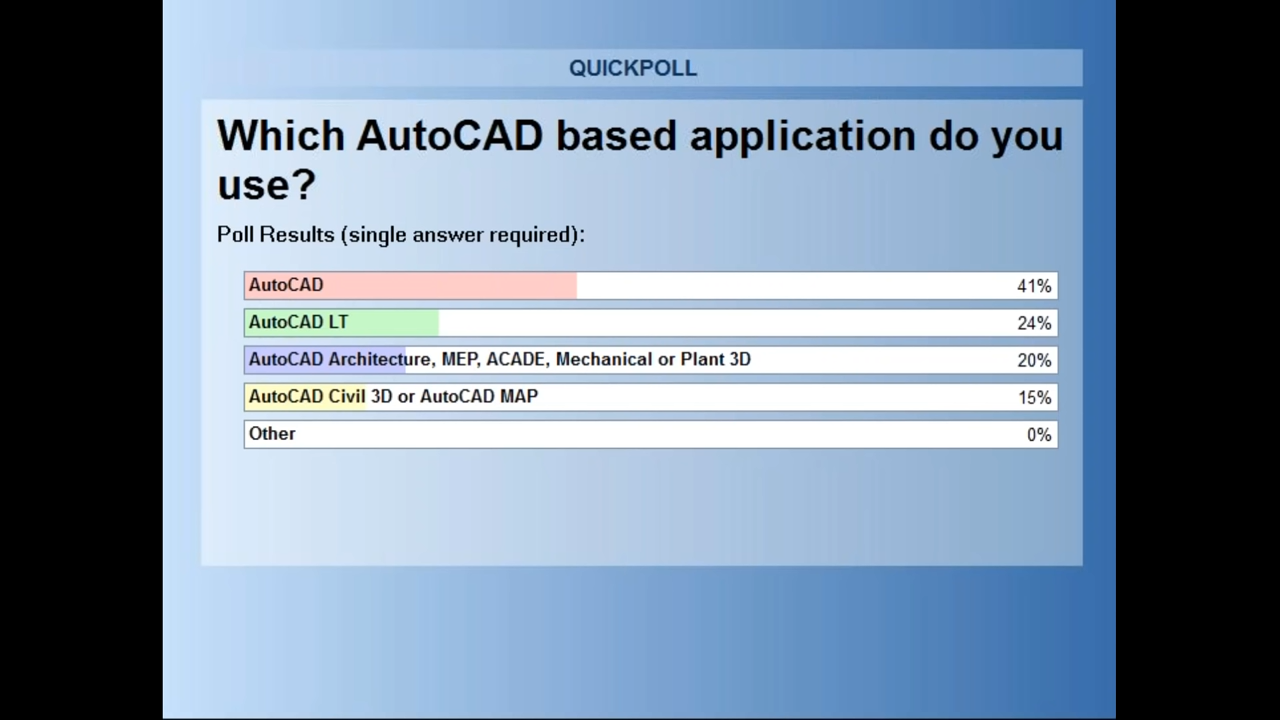 QUICKPOLL
Which AutoCAD based application do you
use?
Poll Results (single answer required):
AutoCAD 41%
AutoCAD LT 24%
AutoCAD Architecture, MEP, ACADE, Mechanical or Plant 3D 20%
AutoCAD Civil 3D or AutoCAD MAP 15%
Other 0%